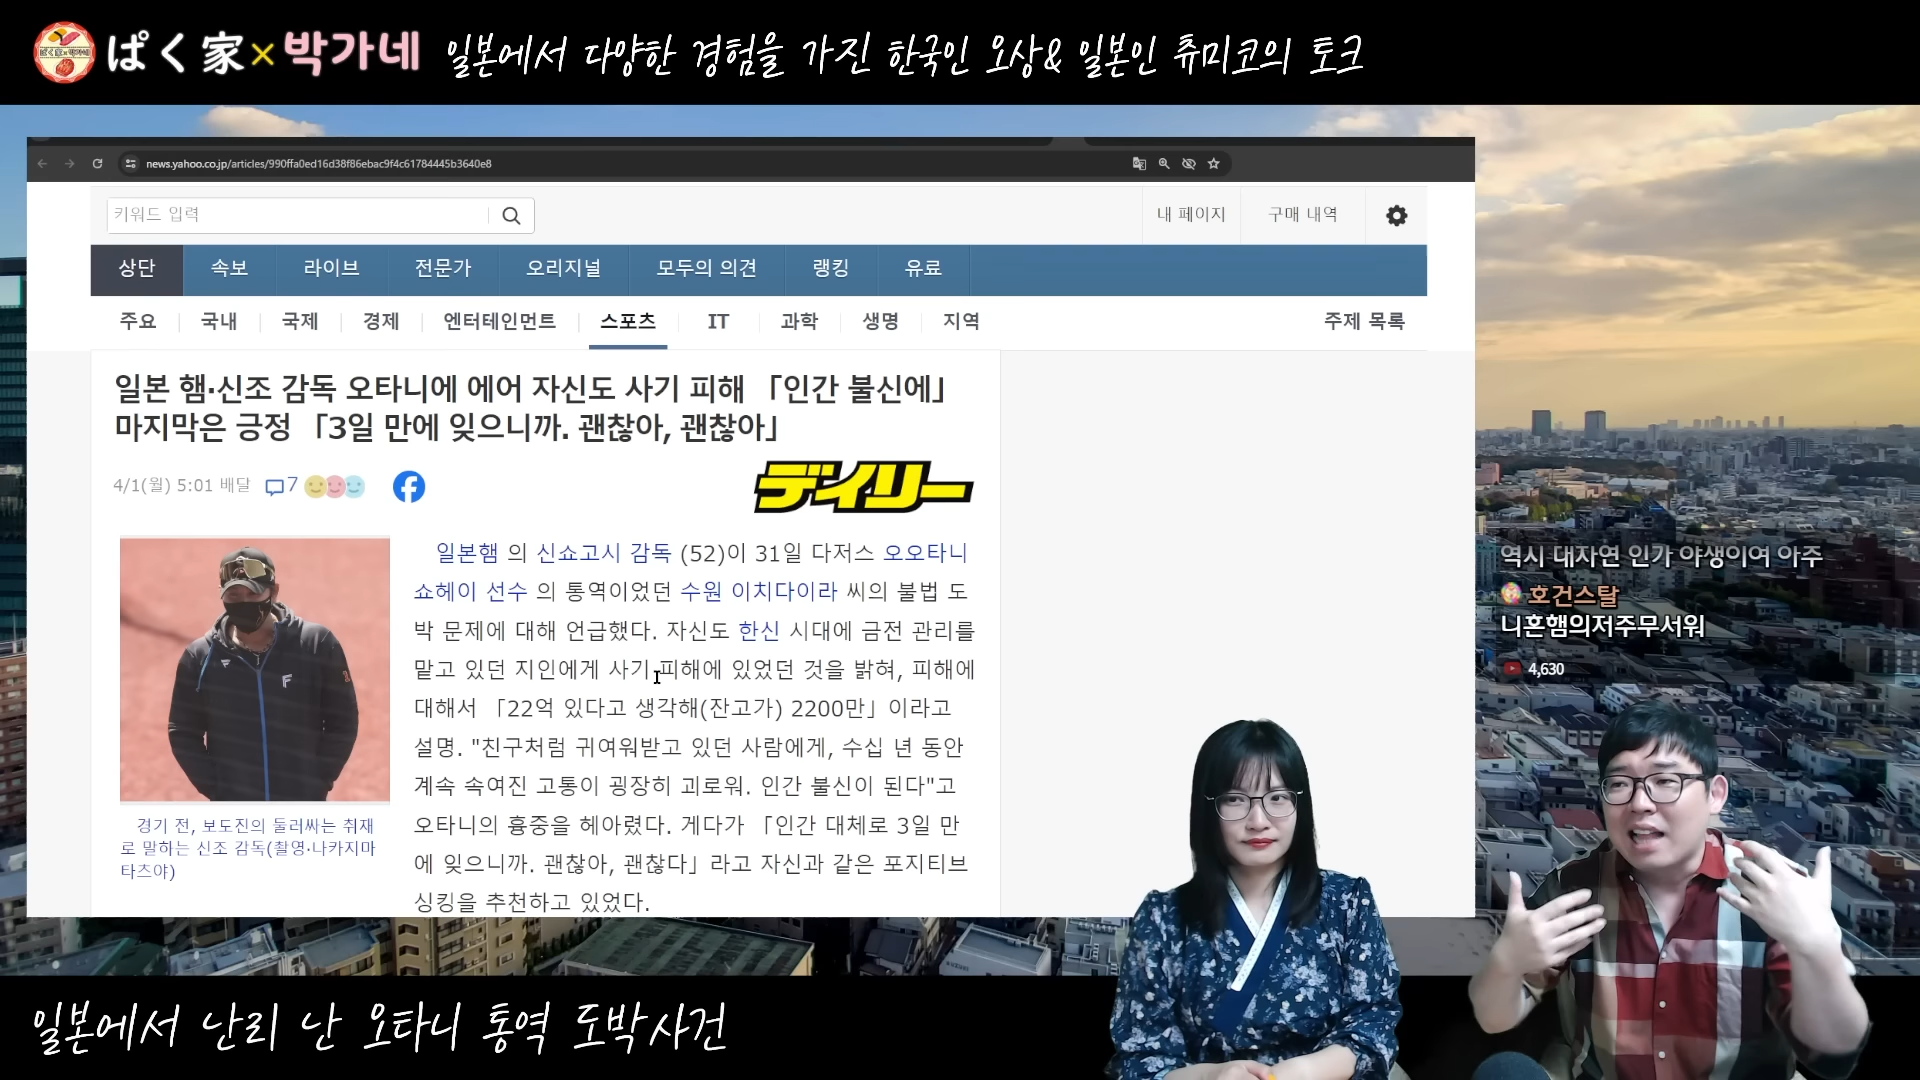 ぱく家×박가네 일본에서 다양한 경험을 가진 한국인 오상& 일본인 츄미코의 토크
news.yahoo.co.jp/articles/990ffa0ed16d38f86ebac9f4c61784445b3640e8
키워드 입력
내 페이지
구매 내역
상단 속보 라이브 전문가 오리지널 모두의 의견 랭킹 유료
주요 국내 국제 경제 엔터테인먼트 스포츠 IT 과학 생명 지역 주제 목록
일본 햄·신조 감독 오타니에 에어 자신도 사기 피해 「인간 불신에」
마지막은 긍정 「3일 만에 잊으니까. 괜찮아, 괜찮아」
4/1(월) 5:01 배달 7
デイリー
일본햄 의 신쇼고시 감독 (52)이 31일 다저스 오오타니
쇼헤이 선수 의 통역이었던 수원 이치다이라 씨의 불법 도
박 문제에 대해 언급했다. 자신도 한신 시대에 금전 관리를
맡고 있던 지인에게 사기 피해에 있었던 것을 밝혀, 피해에
대해서 「22억 있다고 생각해(잔고가) 2200만」이라고
설명. "친구처럼 귀여워받고 있던 사람에게, 수십 년 동안
계속 속여진 고통이 굉장히 괴로워. 인간 불신이 된다"고
오타니의 흉중을 헤아렸다. 게다가 「인간 대체로 3일 만
에 잊으니까. 괜찮아, 괜찮다」라고 자신과 같은 포지티브
싱킹을 추천하고 있었다.
경기 전, 보도진의 둘러싸는 취재
로 말하는 신조 감독(촬영·나카지마
타츠야)
역시 대자연 인가 야생이여 아주
호건스탈
니혼햄의저주무서워
4,630
일본에서 난리 난 오타니 통역 도박사건